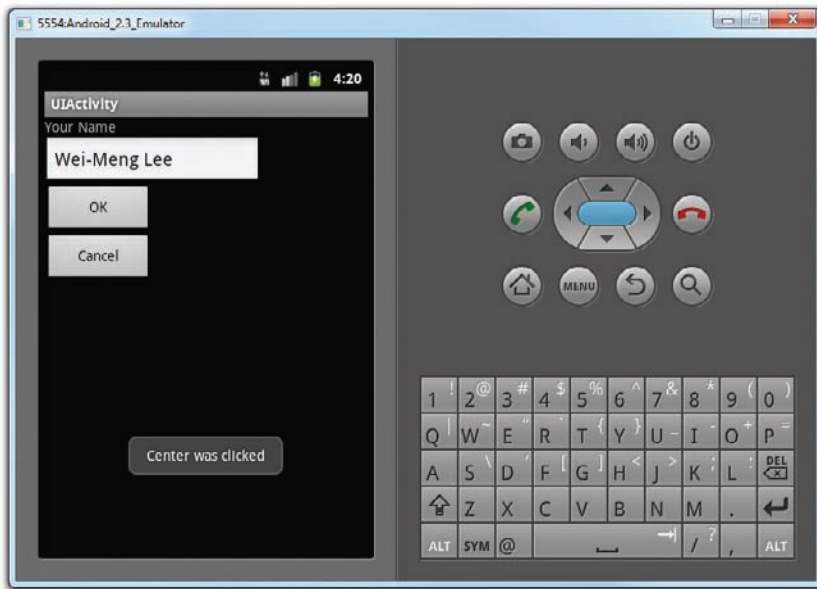 5554:Android_2.3_Emulator
4:20
UIActivity
Your Name
Wei-Meng Lee
OK
Cancel
Center was clicked
MENU
1 ! 2 @ 3 # 4 $ 5 % 6 ^ 7 & 8 * 9 ( 0 )
Q | W ~ E " R ` T { Y } U - I - O + P =
A S \ D ' F [ G ] H < J > K ; L : DEL
Z X C V B N M .
ALT SYM @ / ? , ALT